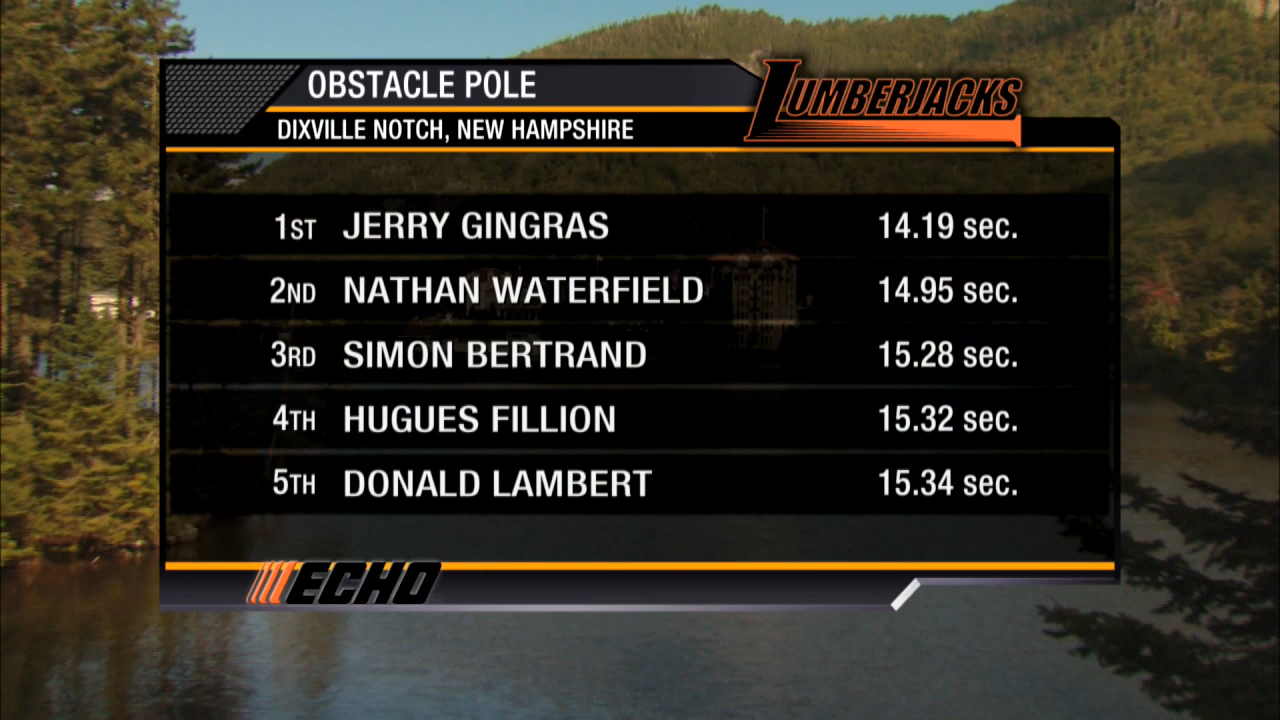 OBSTACLE POLE
LUMBERJACKS
DIXVILLE NOTCH, NEW HAMPSHIRE
1ST JERRY GINGRAS 14.19 sec.
2ND NATHAN WATERFIELD 14.95 sec.
3RD SIMON BERTRAND 15.28 sec.
4TH HUGUES FILLION 15.32 sec.
5TH DONALD LAMBERT 15.34 sec.
ECHO